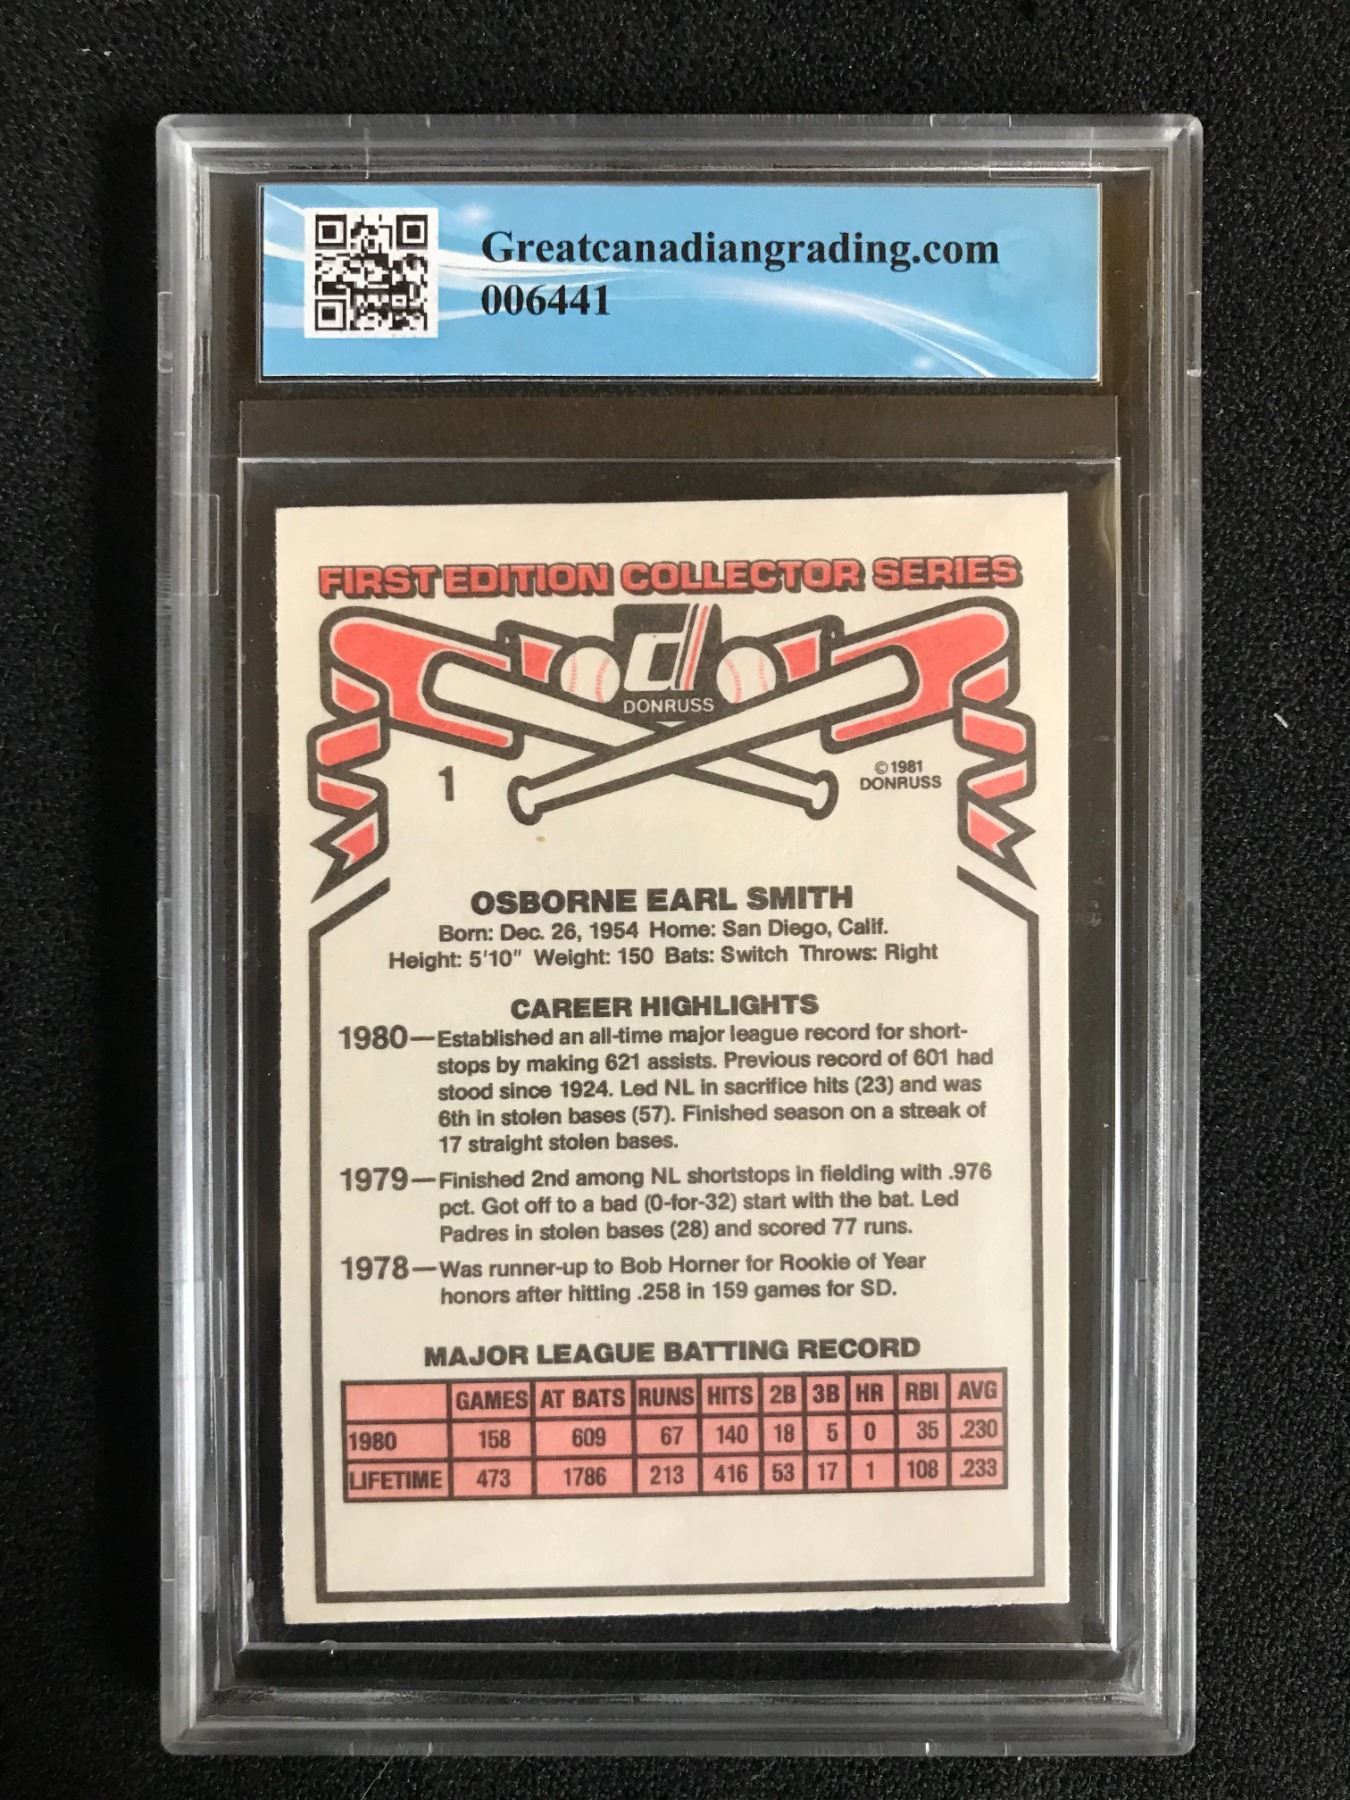 Greatcanadiangrading.com
006441
FIRST EDITION COLLECTOR SERIES
d
DONRUSS
1
© 1981
DONRUSS
OSBORNE EARL SMITH
Born: Dec. 26, 1954 Home: San Diego, Calif.
Height: 5'10" Weight: 150 Bats: Switch Throws: Right
CAREER HIGHLIGHTS
1980—Established an all-time major league record for short-
stops by making 621 assists. Previous record of 601 had
stood since 1924. Led NL in sacrifice hits (23) and was
6th in stolen bases (57). Finished season on a streak of
17 straight stolen bases.
1979—Finished 2nd among NL shortstops in fielding with .976
pct. Got off to a bad (0-for-32) start with the bat. Led
Padres in stolen bases (28) and scored 77 runs.
1978—Was runner-up to Bob Horner for Rookie of Year
honors after hitting .258 in 159 games for SD.
MAJOR LEAGUE BATTING RECORD
GAMES AT BATS RUNS HITS 2B 3B HR RBI AVG
1980 158 609 67 140 18 5 0 35 .230
LIFETIME 473 1786 213 416 53 17 1 108 .233